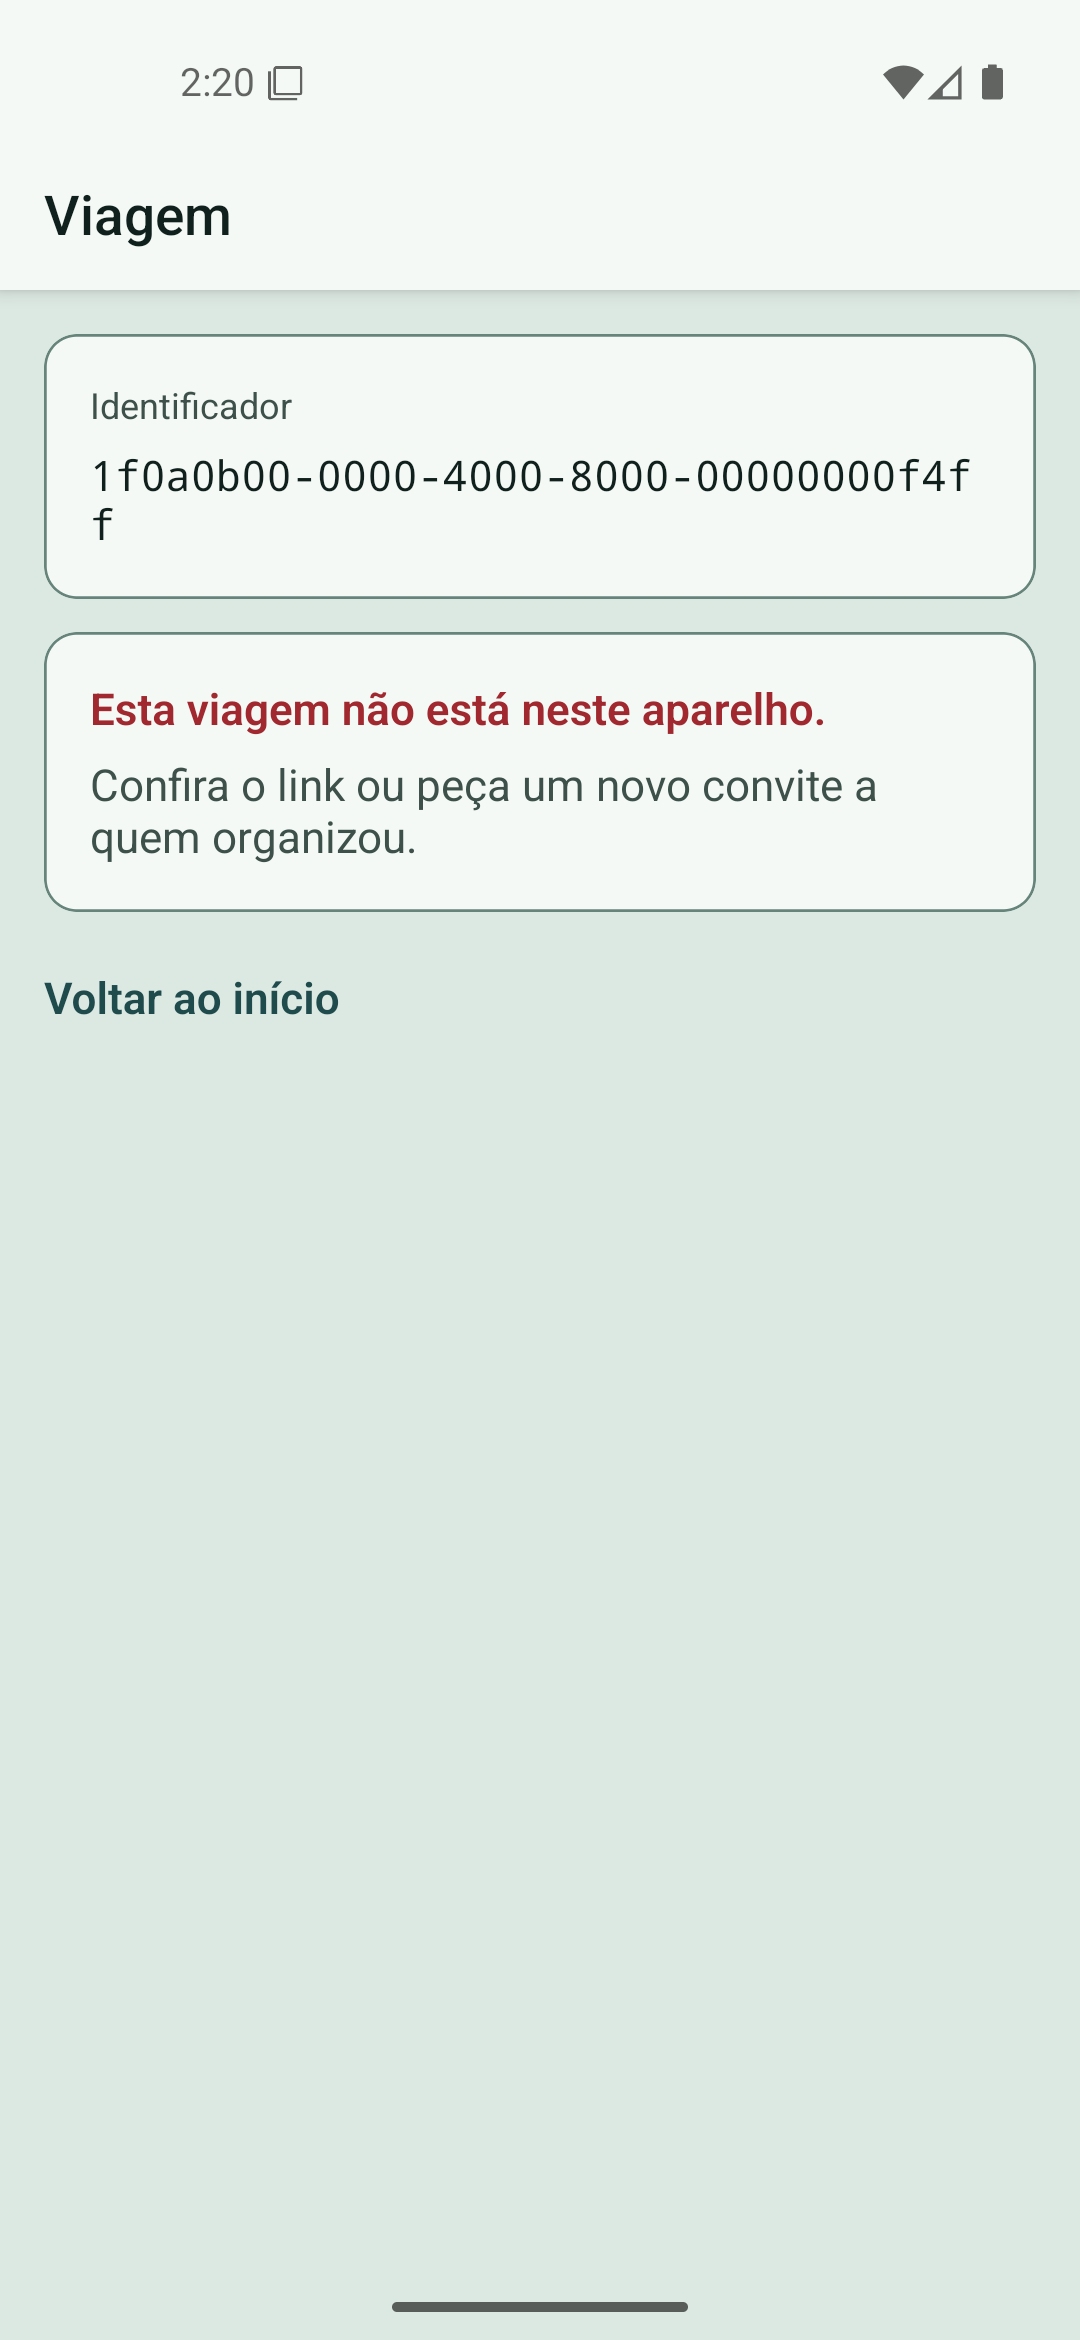 2:20
Viagem
Identificador
1f0a0b00-0000-4000-8000-00000000f4f
f
Esta viagem não está neste aparelho.
Confira o link ou peça um novo convite a
quem organizou.
Voltar ao início